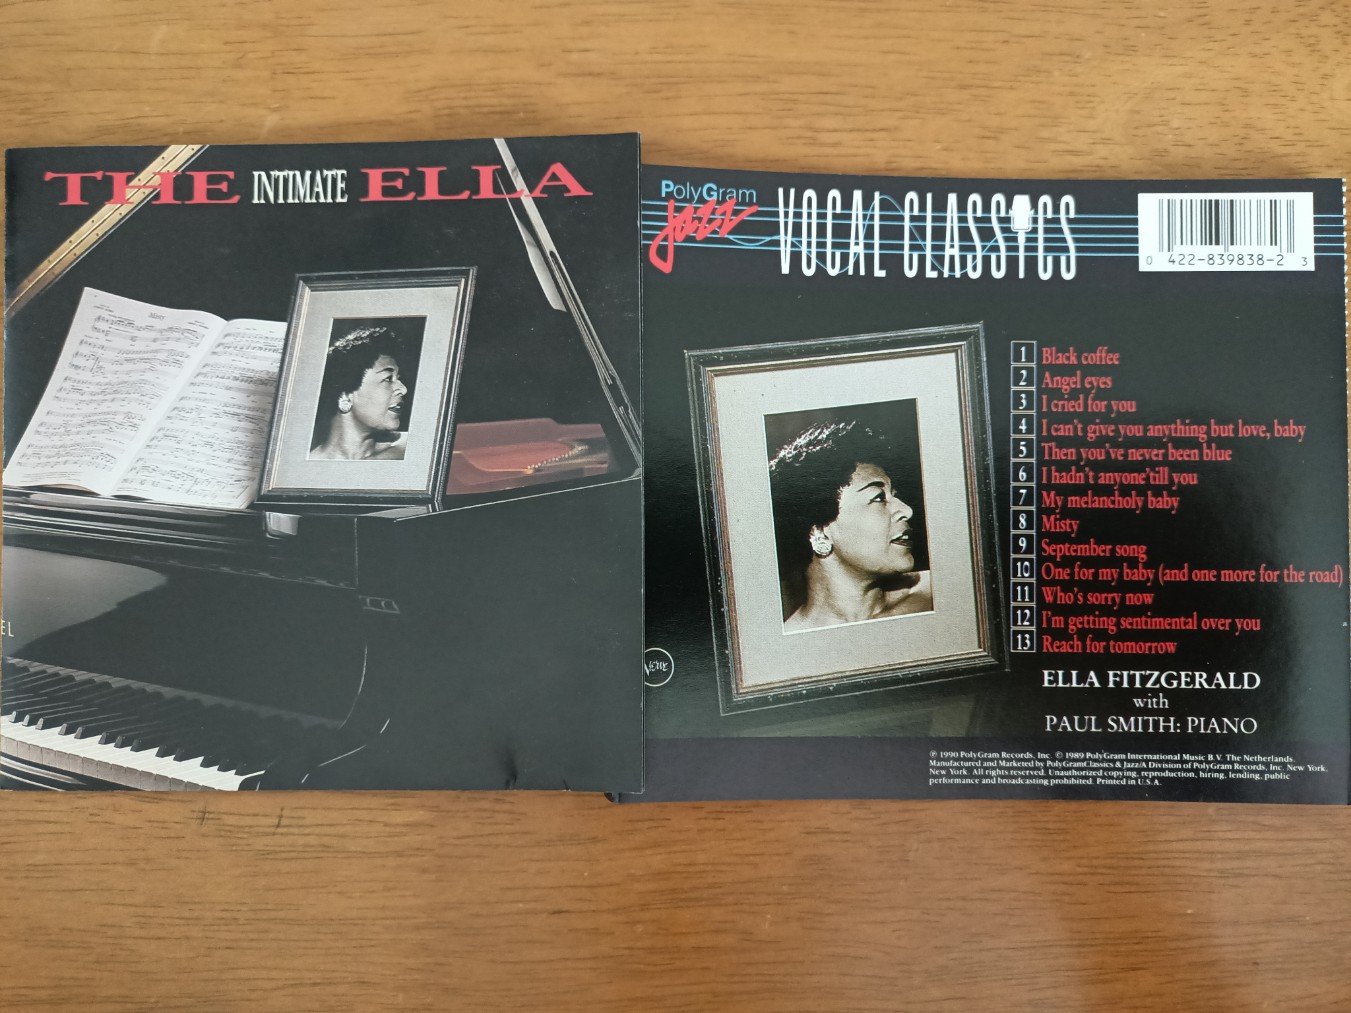 THE INTIMATE ELLA
Misty
EL
PolyGram
Jazz
VOCAL CLASSICS
0 422-839838-2 3
1 Black coffee
2 Angel eyes
3 I cried for you
4 I can't give you anything but love, baby
5 Then you've never been blue
6 I hadn't anyone 'till you
7 My melancholy baby
8 Misty
9 September song
10 One for my baby (and one more for the road)
11 Who's sorry now
12 I'm getting sentimental over you
13 Reach for tomorrow
Verve
ELLA FITZGERALD
with
PAUL SMITH: PIANO
℗ 1990 PolyGram Records, Inc. © 1989 PolyGram International Music B.V. The Netherlands.
Manufactured and Marketed by PolyGramClassics & Jazz/A Division of PolyGram Records, Inc. New York,
New York. All rights reserved. Unauthorized copying, reproduction, hiring, lending, public
performance and broadcasting prohibited. Printed in U.S.A.